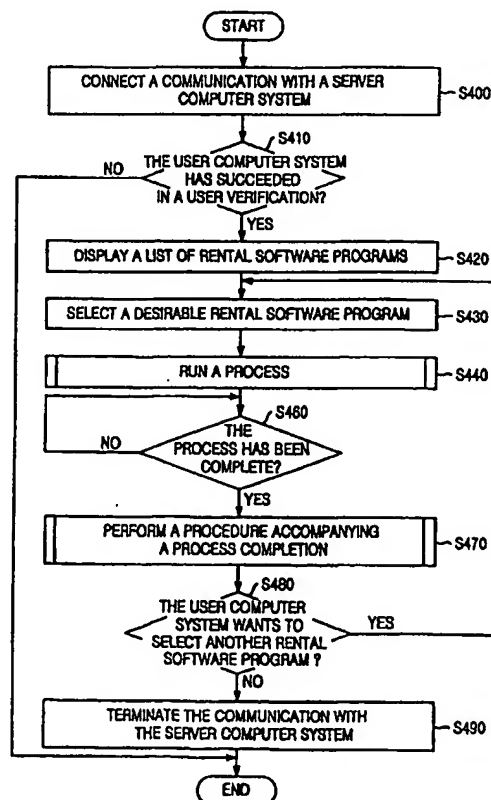 START
CONNECT A COMMUNICATION WITH A SERVER
COMPUTER SYSTEM
S400
S410
THE USER COMPUTER SYSTEM
HAS SUCCEEDED
IN A USER VERIFICATION?
NO
YES
DISPLAY A LIST OF RENTAL SOFTWARE PROGRAMS
S420
SELECT A DESIRABLE RENTAL SOFTWARE PROGRAM
S430
RUN A PROCESS
S440
S460
THE
PROCESS HAS BEEN
COMPLETE?
NO
YES
PERFORM A PROCEDURE ACCOMPANYING
A PROCESS COMPLETION
S470
S480
THE USER COMPUTER
SYSTEM WANTS TO
SELECT ANOTHER RENTAL
SOFTWARE PROGRAM ?
YES
NO
TERMINATE THE COMMUNICATION WITH
THE SERVER COMPUTER SYSTEM
S490
END